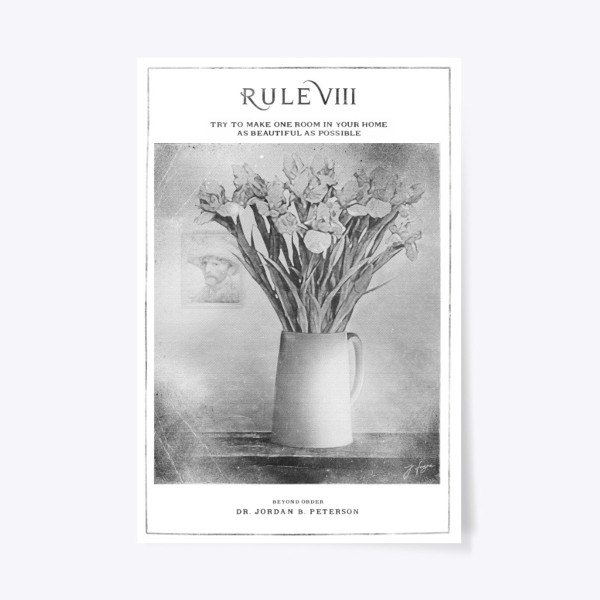 RULE VIII
TRY TO MAKE ONE ROOM IN YOUR HOME
AS BEAUTIFUL AS POSSIBLE
BEYOND ORDER
DR. JORDAN B. PETERSON